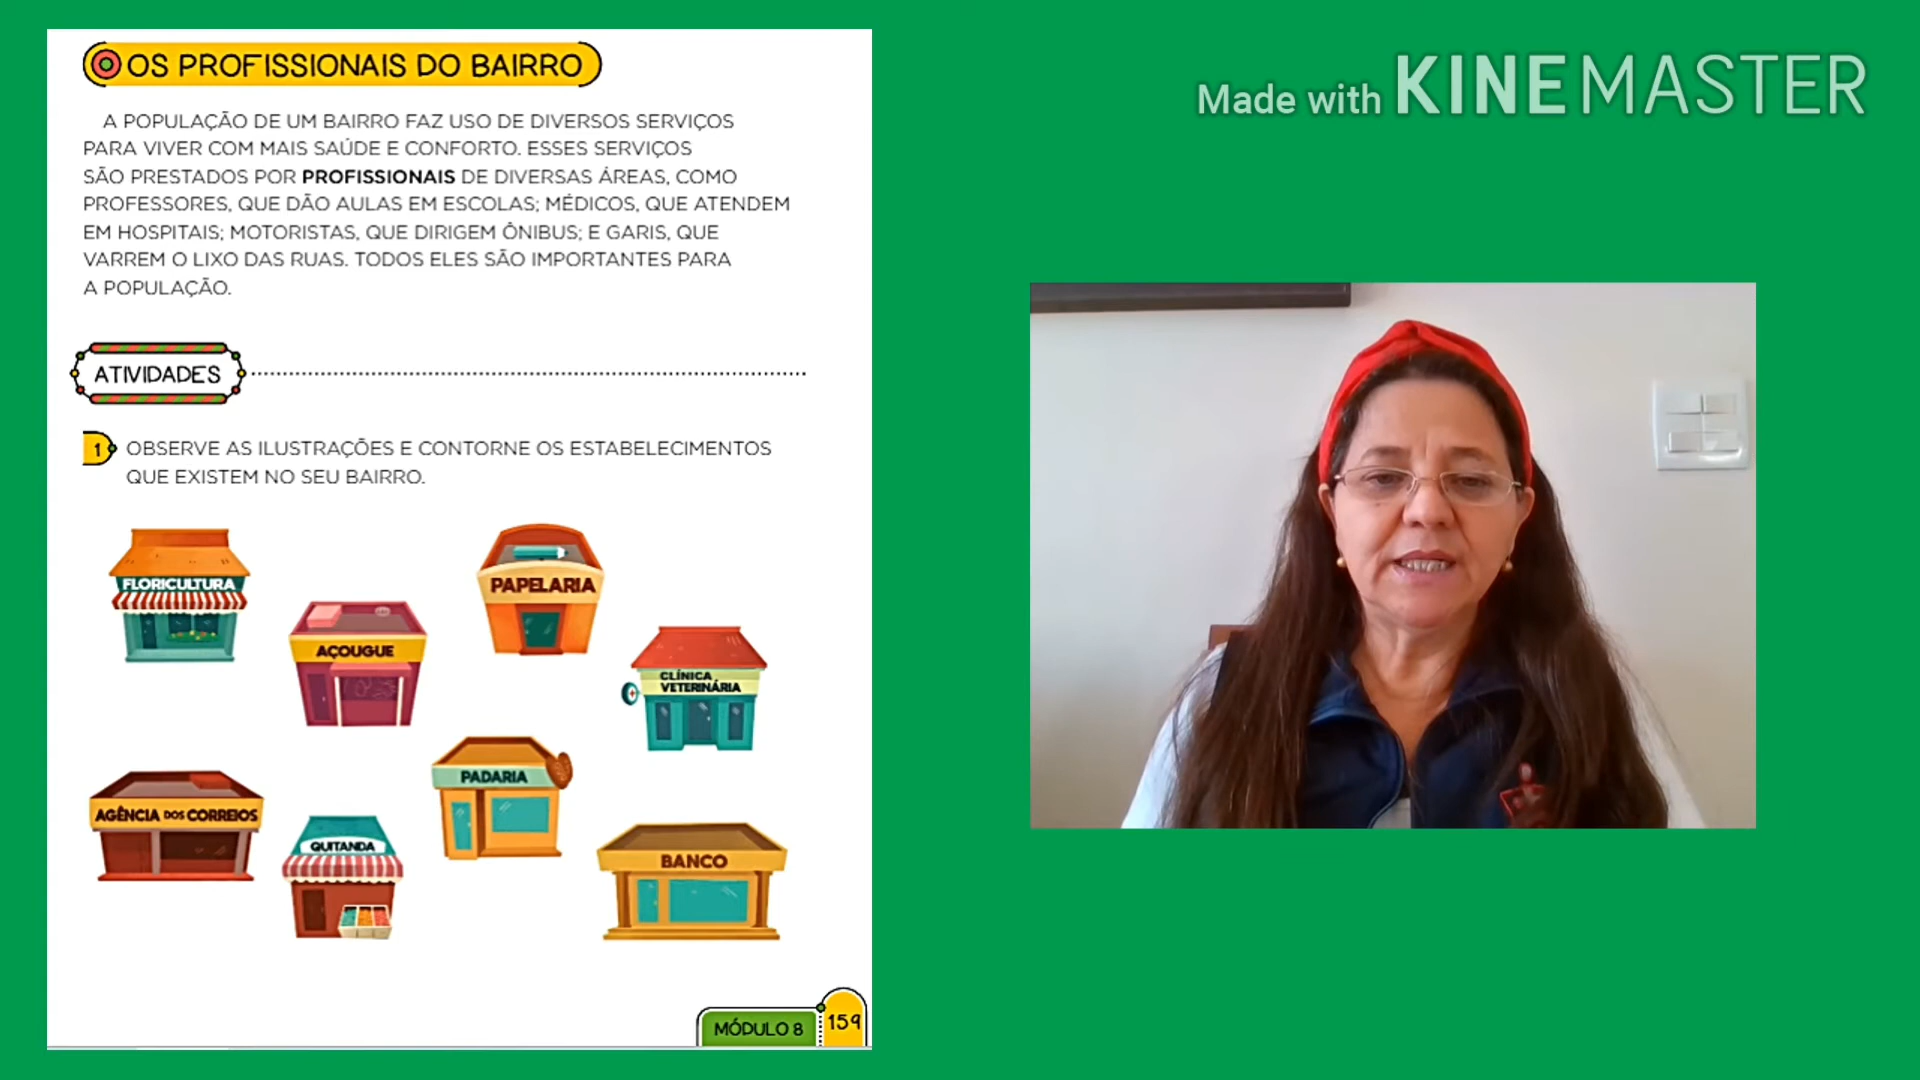 OS PROFISSIONAIS DO BAIRRO
A POPULAÇÃO DE UM BAIRRO FAZ USO DE DIVERSOS SERVIÇOS
PARA VIVER COM MAIS SAÚDE E CONFORTO. ESSES SERVIÇOS
SÃO PRESTADOS POR PROFISSIONAIS DE DIVERSAS ÁREAS, COMO
PROFESSORES, QUE DÃO AULAS EM ESCOLAS; MÉDICOS, QUE ATENDEM
EM HOSPITAIS; MOTORISTAS, QUE DIRIGEM ÔNIBUS; E GARIS, QUE
VARREM O LIXO DAS RUAS. TODOS ELES SÃO IMPORTANTES PARA
A POPULAÇÃO.
ATIVIDADES
1 OBSERVE AS ILUSTRAÇÕES E CONTORNE OS ESTABELECIMENTOS
QUE EXISTEM NO SEU BAIRRO.
FLORICULTURA
PAPELARIA
AÇOUGUE
CLÍNICA
VETERINÁRIA
PADARIA
AGÊNCIA DOS CORREIOS
QUITANDA
BANCO
MÓDULO 8
159
Made with KINEMASTER